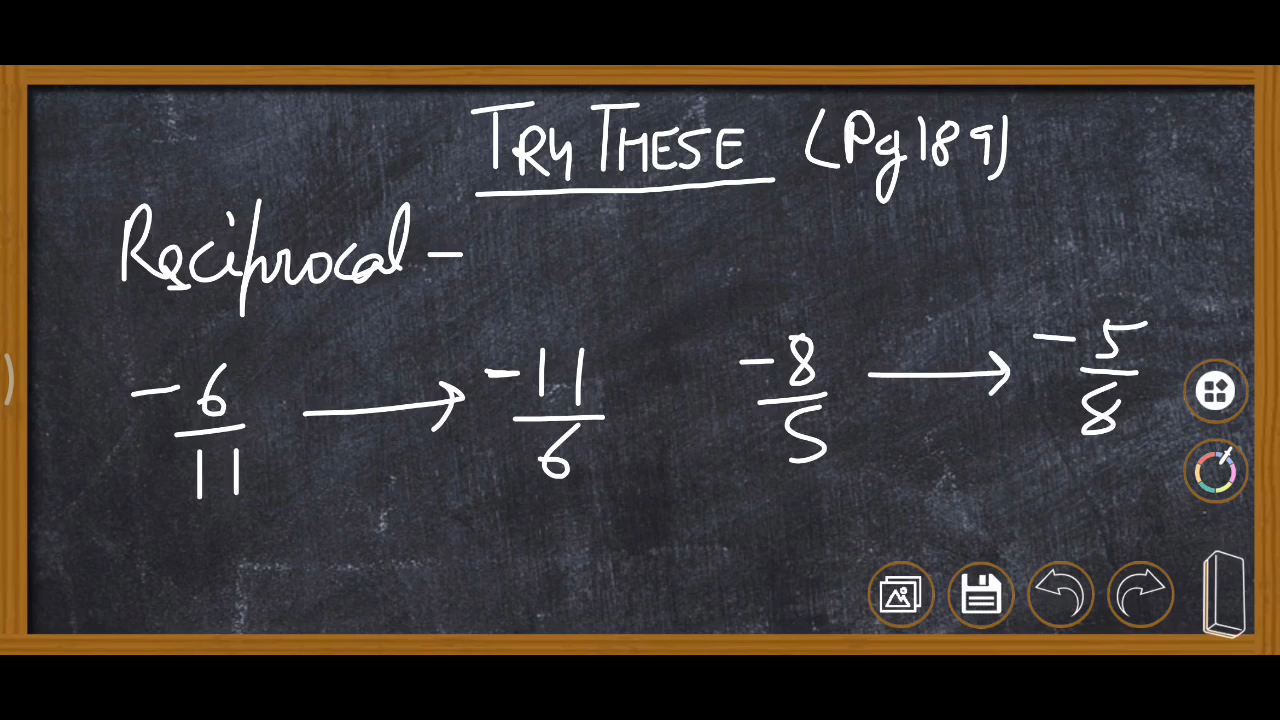 TRY THESE (Pg 189)
Reciprocal -
-6/11 → -11/6    -8/5 → -5/8